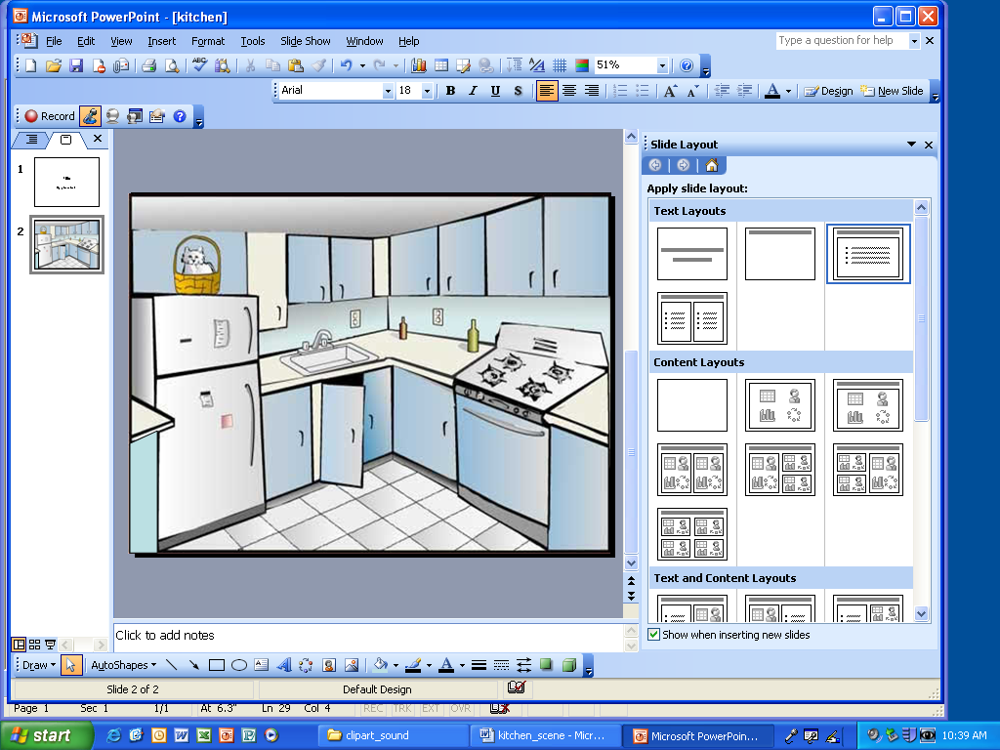 Microsoft PowerPoint - [kitchen]
File Edit View Insert Format Tools Slide Show Window Help Type a question for help
51%
Arial 18 B I U S A A A Design New Slide
Record
Slide Layout
Apply slide layout:
Text Layouts
1
2
Content Layouts
Text and Content Layouts
Show when inserting new slides
Click to add notes
Draw AutoShapes A
Slide 2 of 2 Default Design
Page 1 Sec 1 1/1 At 6.3" Ln 29 Col 4 REC TRK EXT OVR
start clipart_sound kitchen_scene - Micr... Microsoft PowerPoin... 10:39 AM